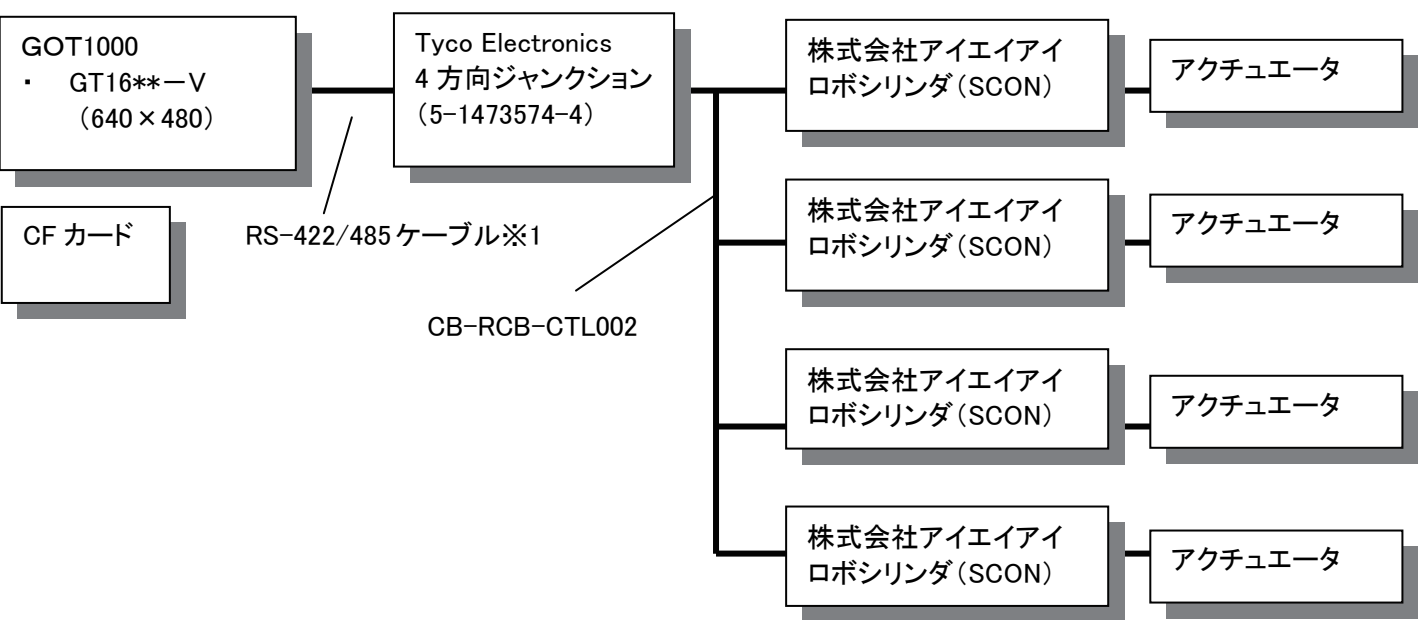 GOT1000
・ GT16**－V
（640×480）
Tyco Electronics
4 方向ジャンクション
（5-1473574-4）
株式会社アイエイアイ
ロボシリンダ（SCON）
アクチュエータ
CF カード
RS-422/485 ケーブル※1
CB-RCB-CTL002
株式会社アイエイアイ
ロボシリンダ（SCON）
アクチュエータ
株式会社アイエイアイ
ロボシリンダ（SCON）
アクチュエータ
株式会社アイエイアイ
ロボシリンダ（SCON）
アクチュエータ